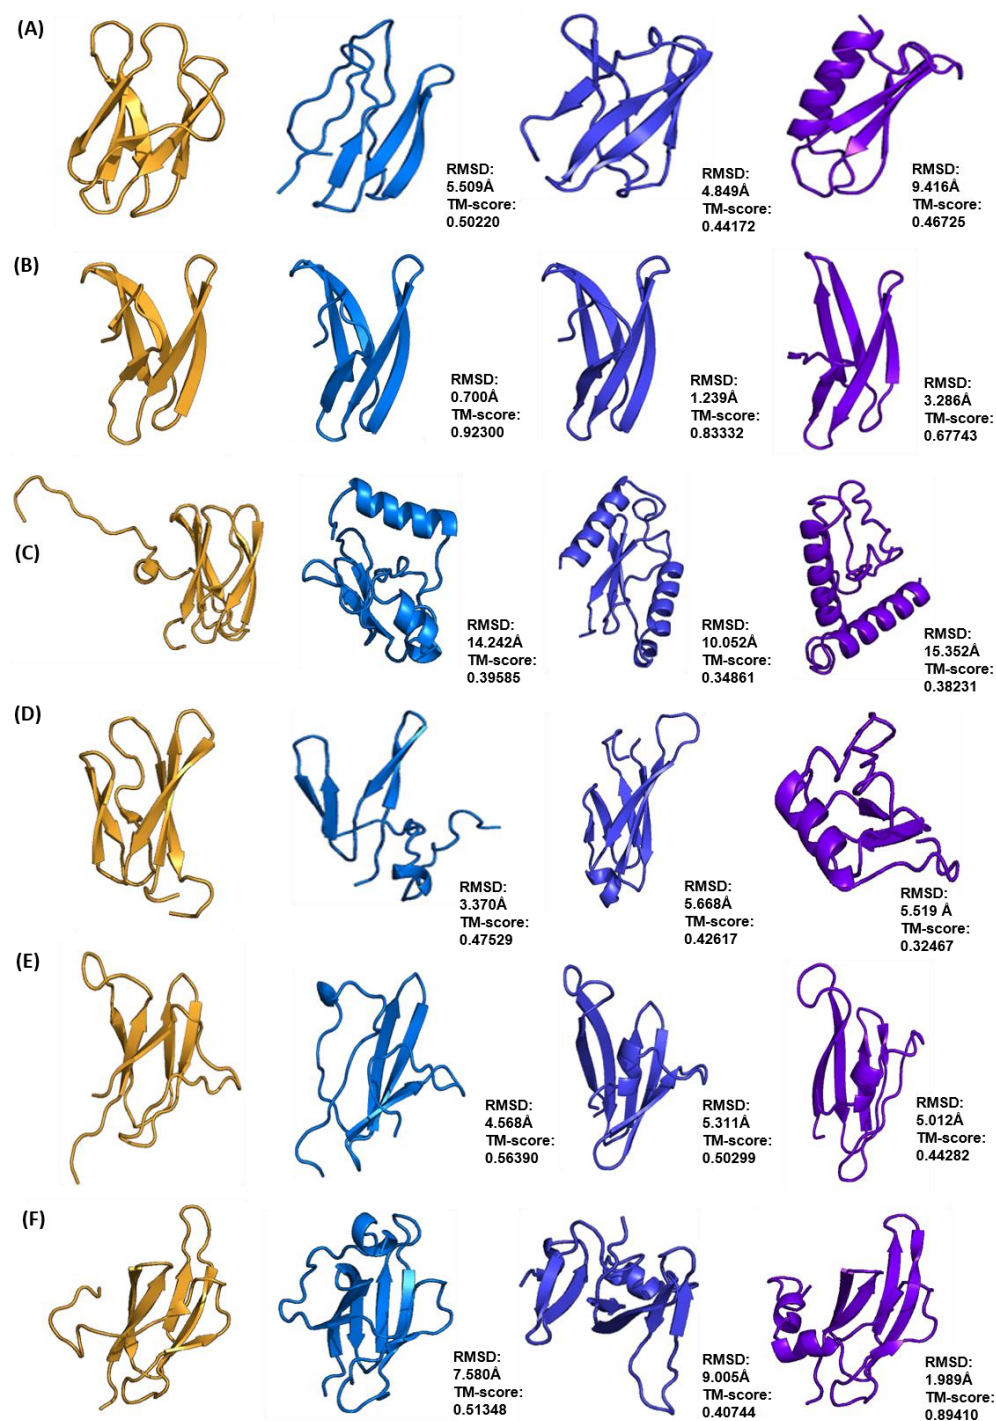 (A)
RMSD:
5.509Å
TM-score:
0.50220
RMSD:
4.849Å
TM-score:
0.44172
RMSD:
9.416Å
TM-score:
0.46725
(B)
RMSD:
0.700Å
TM-score:
0.92300
RMSD:
1.239Å
TM-score:
0.83332
RMSD:
3.286Å
TM-score:
0.67743
(C)
RMSD:
14.242Å
TM-score:
0.39585
RMSD:
10.052Å
TM-score:
0.34861
RMSD:
15.352Å
TM-score:
0.38231
(D)
RMSD:
3.370Å
TM-score:
0.47529
RMSD:
5.668Å
TM-score:
0.42617
RMSD:
5.519 Å
TM-score:
0.32467
(E)
RMSD:
4.568Å
TM-score:
0.56390
RMSD:
5.311Å
TM-score:
0.50299
RMSD:
5.012Å
TM-score:
0.44282
(F)
RMSD:
7.580Å
TM-score:
0.51348
RMSD:
9.005Å
TM-score:
0.40744
RMSD:
1.989Å
TM-score:
0.89410